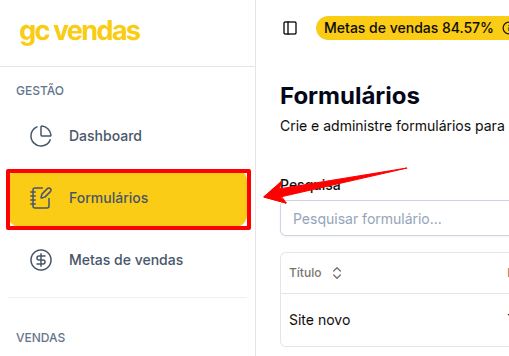 gc vendas
Metas de vendas 84.57%
GESTÃO
Dashboard
Formulários
Metas de vendas
VENDAS
Formulários
Crie e administre formulários para
Pesquisa
Pesquisar formulário...
Título
Site novo